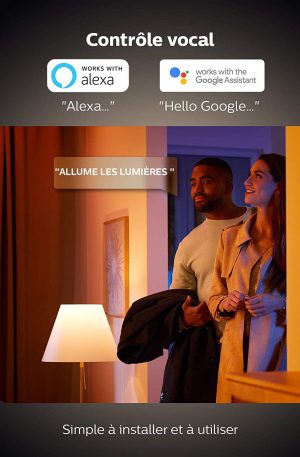 Contrôle vocal
WORKS WITH
alexa
works with the
Google Assistant
"Alexa..."
"Hello Google..."
"ALLUME LES LUMIÈRES "
Simple à installer et à utiliser